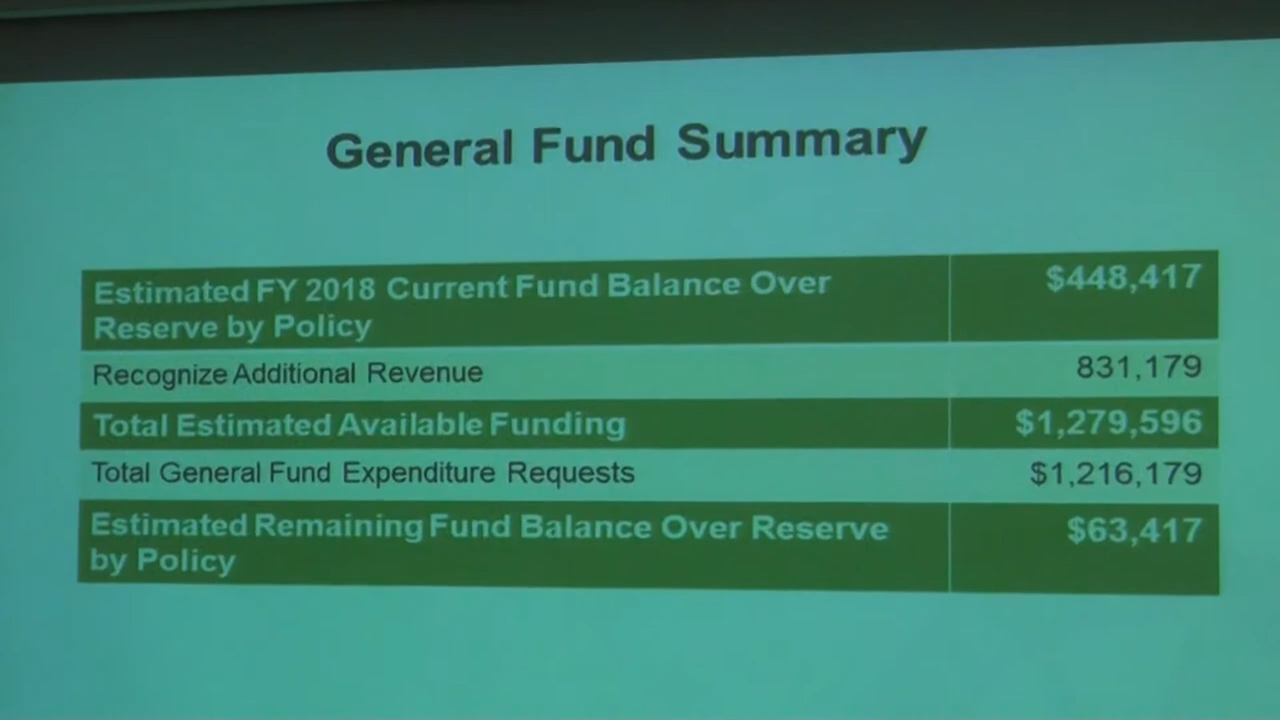 General Fund Summary
Estimated FY 2018 Current Fund Balance Over
Reserve by Policy
$448,417
Recognize Additional Revenue
831,179
Total Estimated Available Funding
$1,279,596
Total General Fund Expenditure Requests
$1,216,179
Estimated Remaining Fund Balance Over Reserve
by Policy
$63,417